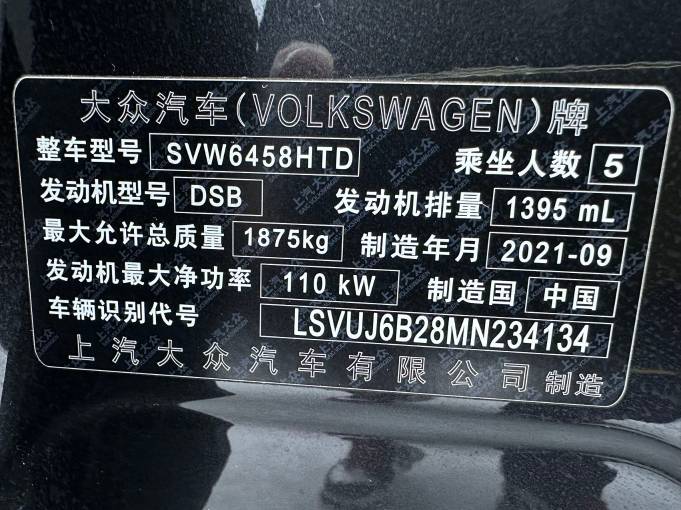 大众汽车(VOLKSWAGEN)牌
整车型号 SVW6458HTD 乘坐人数 5
发动机型号 DSB 发动机排量 1395 mL
最大允许总质量 1875kg 制造年月 2021-09
发动机最大净功率 110 kW 制造国 中国
车辆识别代号 LSVUJ6B28MN234134
上汽大众汽车有限公司 制造